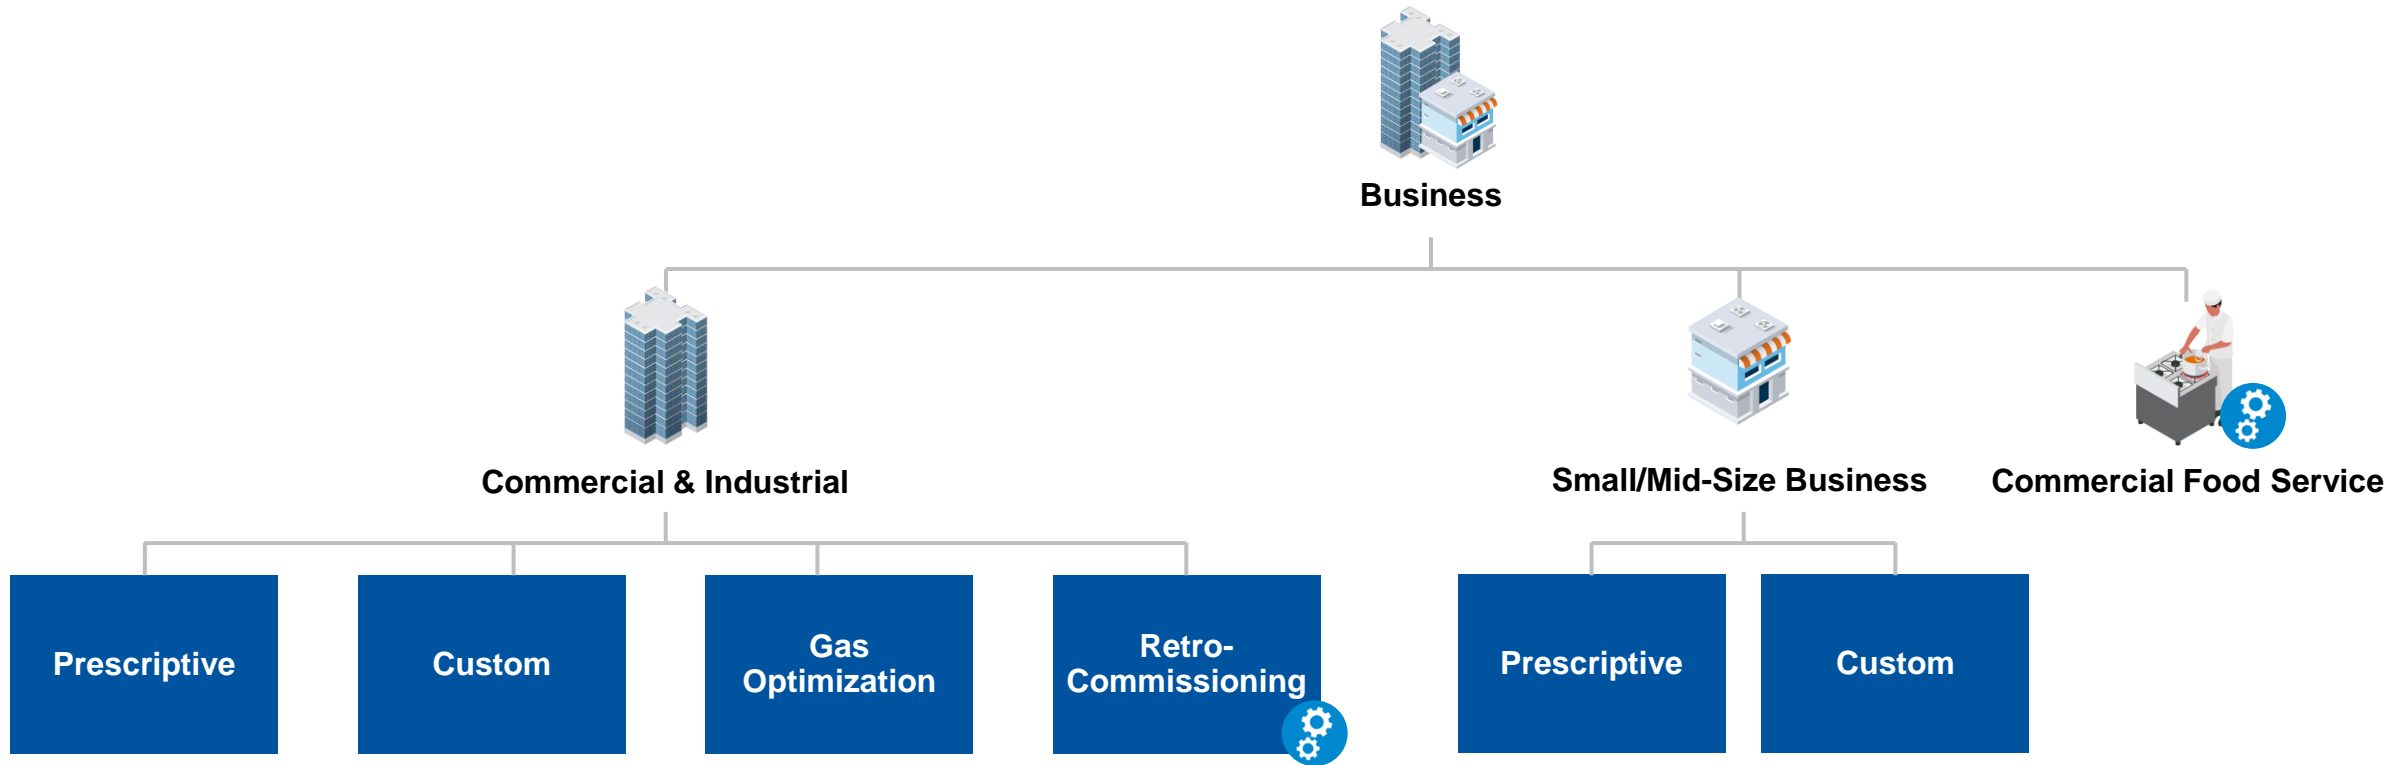 Business
Commercial & Industrial
Small/Mid-Size Business
Commercial Food Service
Prescriptive
Custom
Gas
Optimization
Retro-
Commissioning
Prescriptive
Custom